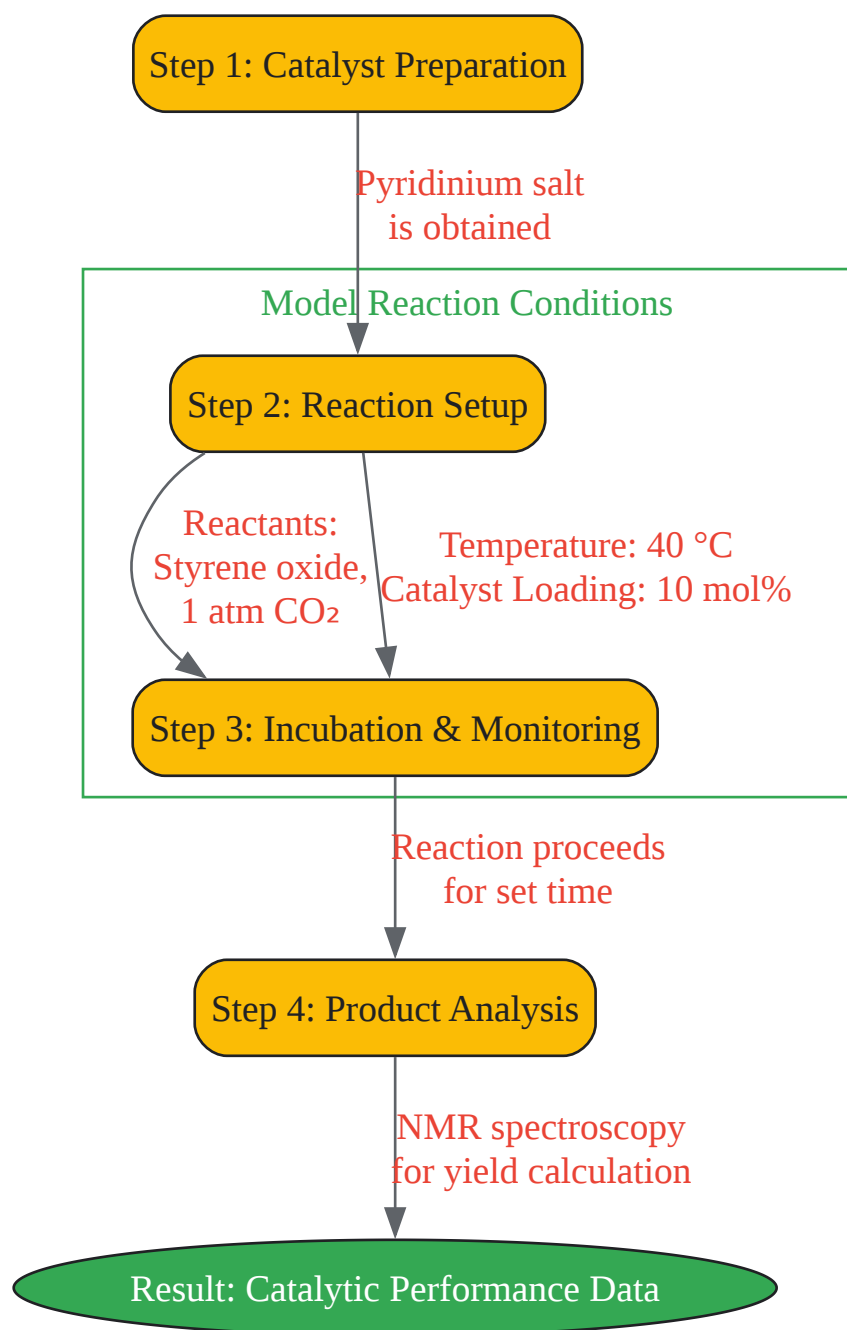 Step 1: Catalyst Preparation
Pyridinium salt
is obtained
Model Reaction Conditions
Step 2: Reaction Setup
Reactants:
Styrene oxide,
1 atm CO₂
Temperature: 40 °C
Catalyst Loading: 10 mol%
Step 3: Incubation & Monitoring
Reaction proceeds
for set time
Step 4: Product Analysis
NMR spectroscopy
for yield calculation
Result: Catalytic Performance Data